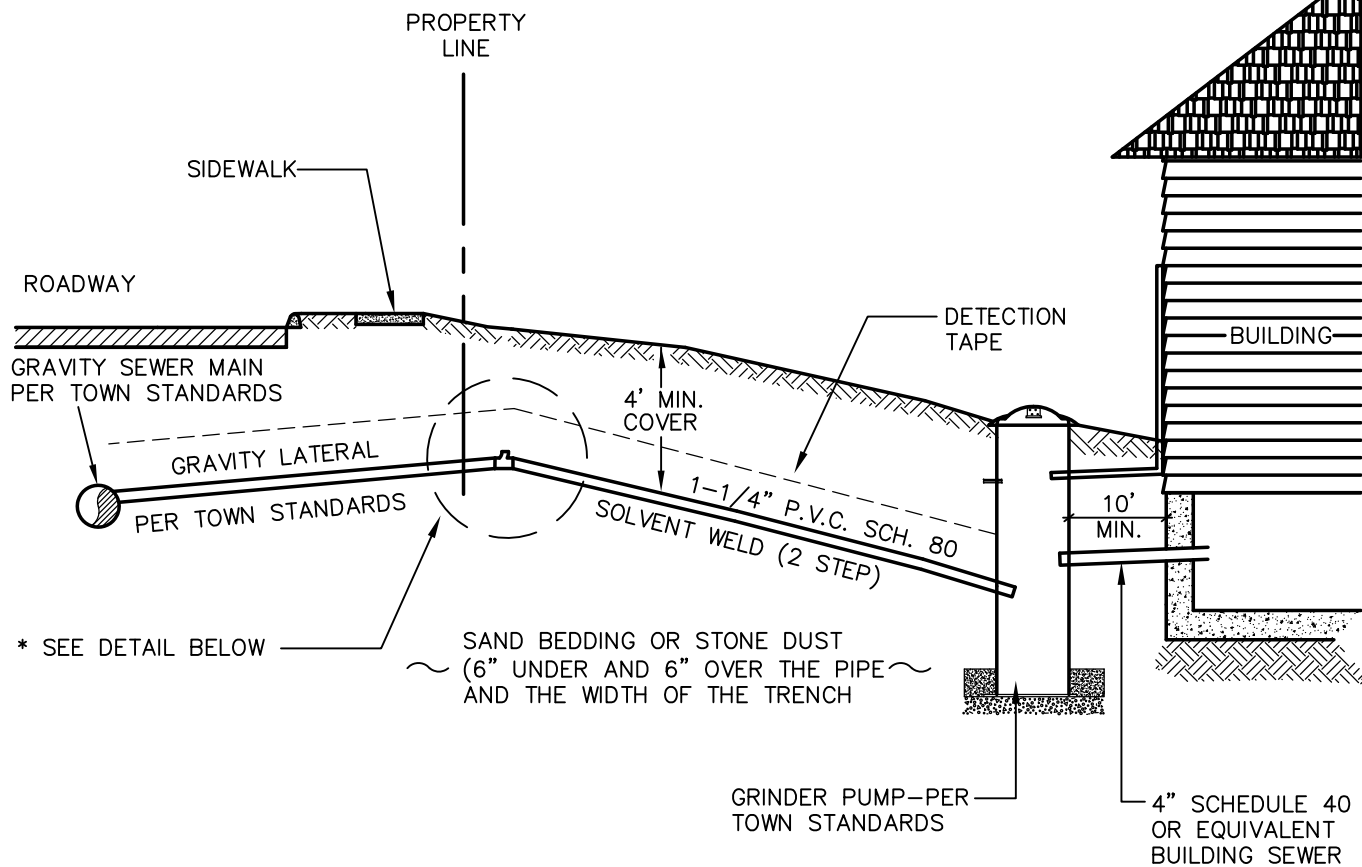 PROPERTY
LINE
SIDEWALK
ROADWAY
DETECTION
TAPE
BUILDING
GRAVITY SEWER MAIN
PER TOWN STANDARDS
4' MIN.
COVER
GRAVITY LATERAL
PER TOWN STANDARDS
1-1/4” P.V.C. SCH. 80
SOLVENT WELD (2 STEP)
10'
MIN.
* SEE DETAIL BELOW
SAND BEDDING OR STONE DUST
(6” UNDER AND 6” OVER THE PIPE
AND THE WIDTH OF THE TRENCH
GRINDER PUMP-PER
TOWN STANDARDS
4” SCHEDULE 40
OR EQUIVALENT
BUILDING SEWER